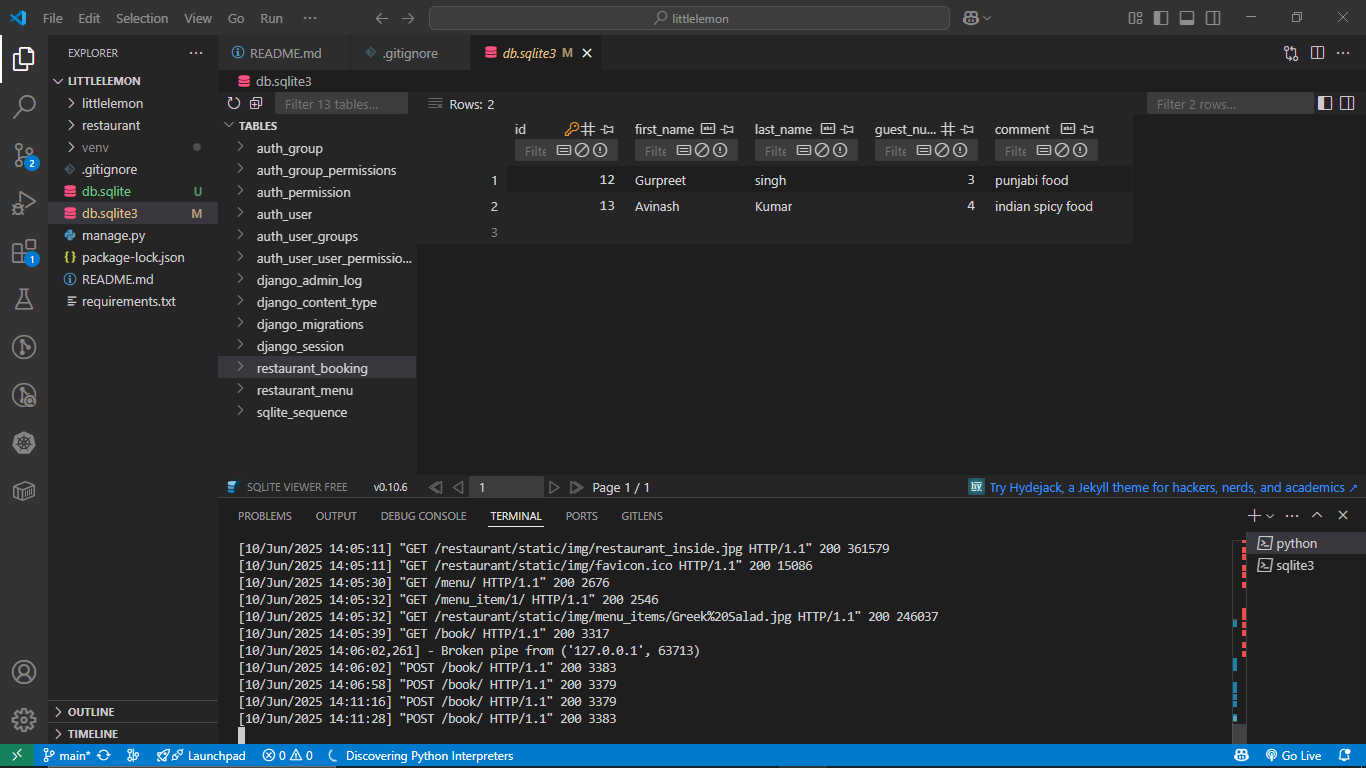 File Edit Selection View Go Run ··· littlelemon
EXPLORER ···
LITTLELEMON
littlelemon
restaurant
venv
.gitignore
db.sqlite U
db.sqlite3 M
manage.py
package-lock.json
README.md
requirements.txt
OUTLINE
TIMELINE
2
1
README.md .gitignore db.sqlite3 M
db.sqlite3
Filter 13 tables... Rows: 2 Filter 2 rows...
TABLES
auth_group
auth_group_permissions
auth_permission
auth_user
auth_user_groups
auth_user_user_permissio...
django_admin_log
django_content_type
django_migrations
django_session
restaurant_booking
restaurant_menu
sqlite_sequence
id first_name last_name guest_nu... comment
Filte Filte Filte Filte Filte
1 12 Gurpreet singh 3 punjabi food
2 13 Avinash Kumar 4 indian spicy food
3
SQLITE VIEWER FREE v0.10.6 1 Page 1 / 1 hy Try Hydejack, a Jekyll theme for hackers, nerds, and academics ↗
PROBLEMS OUTPUT DEBUG CONSOLE TERMINAL PORTS GITLENS
[10/Jun/2025 14:05:11] "GET /restaurant/static/img/restaurant_inside.jpg HTTP/1.1" 200 361579
[10/Jun/2025 14:05:11] "GET /restaurant/static/img/favicon.ico HTTP/1.1" 200 15086
[10/Jun/2025 14:05:30] "GET /menu/ HTTP/1.1" 200 2676
[10/Jun/2025 14:05:32] "GET /menu_item/1/ HTTP/1.1" 200 2546
[10/Jun/2025 14:05:32] "GET /restaurant/static/img/menu_items/Greek%20Salad.jpg HTTP/1.1" 200 246037
[10/Jun/2025 14:05:39] "GET /book/ HTTP/1.1" 200 3317
[10/Jun/2025 14:06:02,261] - Broken pipe from ('127.0.0.1', 63713)
[10/Jun/2025 14:06:02] "POST /book/ HTTP/1.1" 200 3383
[10/Jun/2025 14:06:58] "POST /book/ HTTP/1.1" 200 3379
[10/Jun/2025 14:11:16] "POST /book/ HTTP/1.1" 200 3379
[10/Jun/2025 14:11:28] "POST /book/ HTTP/1.1" 200 3383
python
sqlite3
main* Launchpad 0 0 Discovering Python Interpreters Go Live